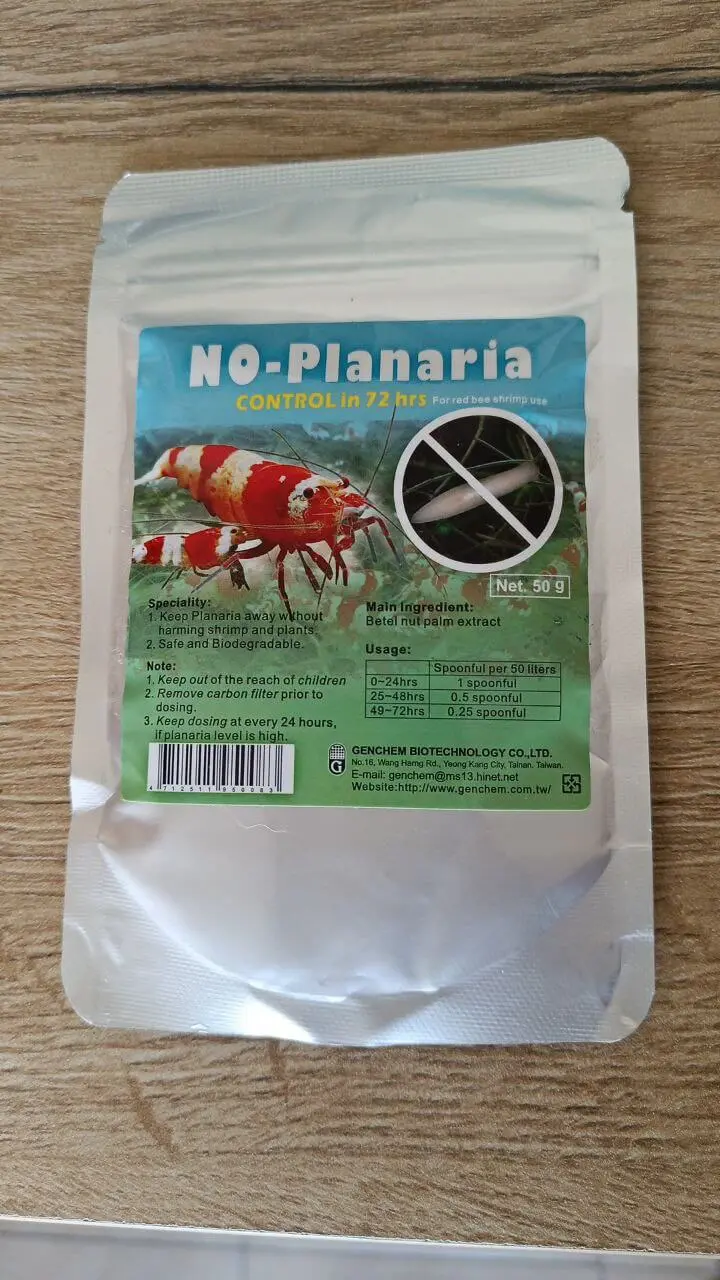 NO-Planaria
CONTROL in 72 hrs For red bee shrimp use
Net. 50 g
Speciality:
1. Keep Planaria away without
harming shrimp and plants.
2. Safe and Biodegradable.
Note:
1. Keep out of the reach of children
2. Remove carbon filter prior to
dosing.
3. Keep dosing at every 24 hours,
if planaria level is high.
4 712511 950083
Main Ingredient:
Betel nut palm extract
Usage:
Spoonful per 50 liters
0~24hrs 1 spoonful
25~48hrs 0.5 spoonful
49~72hrs 0.25 spoonful
G
GENCHEM BIOTECHNOLOGY CO.,LTD.
No.16, Wang Hamg Rd., Yeong Kang City, Tainan. Taiwan.
E-mail: genchem@ms13.hinet.net
Website:http://www.genchem.com.tw/